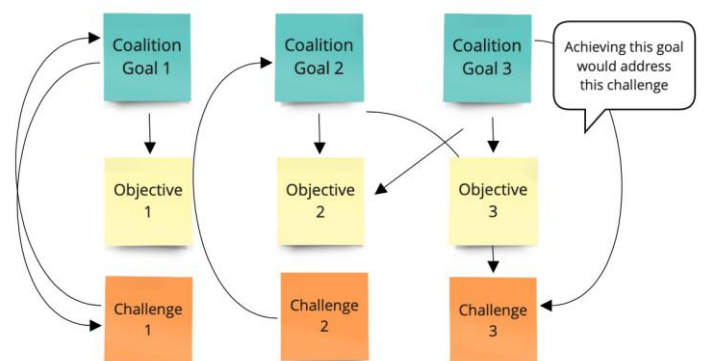 Coalition
Goal 1
Coalition
Goal 2
Coalition
Goal 3
Achieving this goal
would address
this challenge
Objective
1
Objective
2
Objective
3
Challenge
1
Challenge
2
Challenge
3